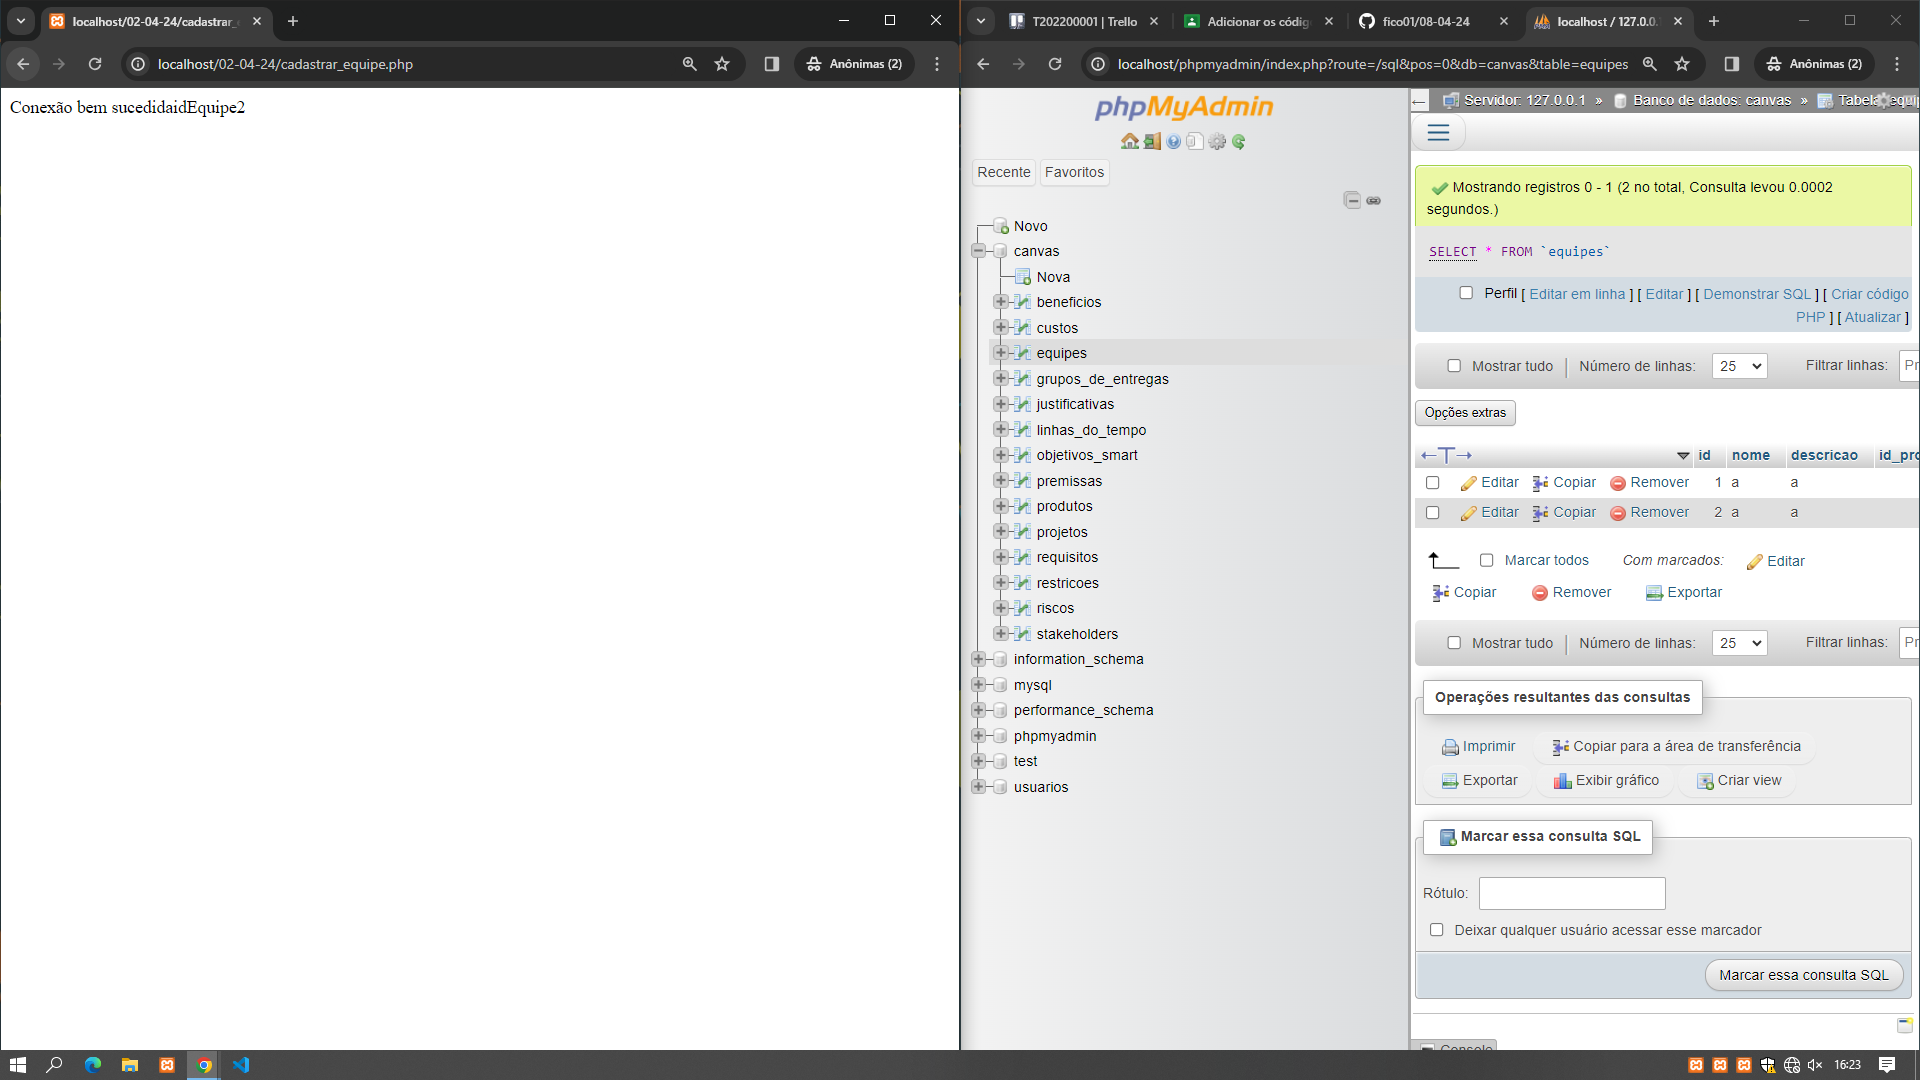 localhost/02-04-24/cadastrar_
localhost/02-04-24/cadastrar_equipe.php
Anônimas (2)
Conexão bem sucedidaidEquipe2
T202200001 | Trello
Adicionar os códig
fico01/08-04-24
localhost / 127.0.0.
localhost/phpmyadmin/index.php?route=/sql&pos=0&db=canvas&table=equipes
Anônimas (2)
phpMyAdmin
Recente
Favoritos
Novo
canvas
Nova
beneficios
custos
equipes
grupos_de_entregas
justificativas
linhas_do_tempo
objetivos_smart
premissas
produtos
projetos
requisitos
restricoes
riscos
stakeholders
information_schema
mysql
performance_schema
phpmyadmin
test
usuarios
Servidor: 127.0.0.1 » Banco de dados: canvas » Tabela
Mostrando registros 0 - 1 (2 no total, Consulta levou 0.0002
segundos.)
SELECT * FROM `equipes`
Perfil [ Editar em linha ] [ Editar ] [ Demonstrar SQL ] [ Criar código
PHP ] [ Atualizar ]
Mostrar tudo | Número de linhas: 25 Filtrar linhas: Pr
Opções extras
←T→ id nome descricao id_pro
Editar Copiar Remover 1 a a
Editar Copiar Remover 2 a a
Marcar todos Com marcados: Editar
Copiar Remover Exportar
Mostrar tudo | Número de linhas: 25 Filtrar linhas: Pr
Operações resultantes das consultas
Imprimir Copiar para a área de transferência
Exportar Exibir gráfico Criar view
Marcar essa consulta SQL
Rótulo:
Deixar qualquer usuário acessar esse marcador
Marcar essa consulta SQL
Console
16:23